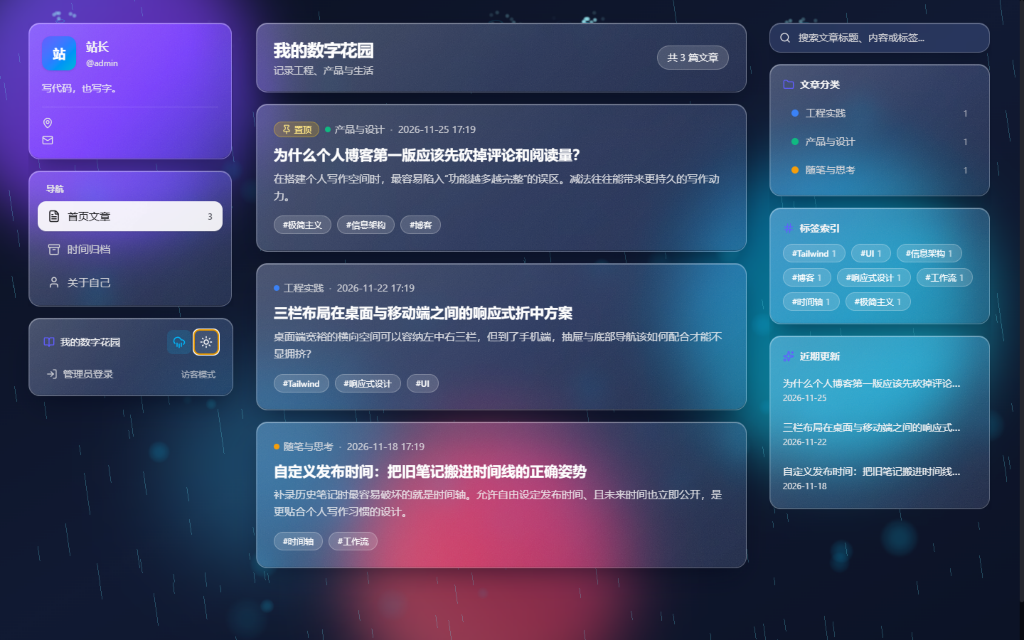 站
站长
@admin
写代码，也写字。
导航
首页文章 3
时间归档
关于自己
我的数字花园
管理员登录 访客模式
我的数字花园
记录工程、产品与生活
共 3 篇文章
置顶 产品与设计 · 2026-11-25 17:19
为什么个人博客第一版应该先砍掉评论和阅读量？
在搭建个人写作空间时，最容易陷入“功能越多越完整”的误区。减法往往能带来更持久的写作动
力。
#极简主义 #信息架构 #博客
工程实践 · 2026-11-22 17:19
三栏布局在桌面与移动端之间的响应式折中方案
桌面端宽裕的横向空间可以容纳左中右三栏，但到了手机端，抽屉与底部导航该如何配合才能不
显拥挤？
#Tailwind #响应式设计 #UI
随笔与思考 · 2026-11-18 17:19
自定义发布时间：把旧笔记搬进时间线的正确姿势
补录历史笔记时最容易破坏的就是时间轴。允许自由设定发布时间、且未来时间也立即公开，是
更贴合个人写作习惯的设计。
#时间轴 #工作流
搜索文章标题、内容或标签...
文章分类
工程实践 1
产品与设计 1
随笔与思考 1
标签索引
#Tailwind 1 #UI 1 #信息架构 1
#博客 1 #响应式设计 1 #工作流 1
#时间轴 1 #极简主义 1
近期更新
为什么个人博客第一版应该先砍掉评论...
2026-11-25
三栏布局在桌面与移动端之间的响应式...
2026-11-22
自定义发布时间：把旧笔记搬进时间线...
2026-11-18